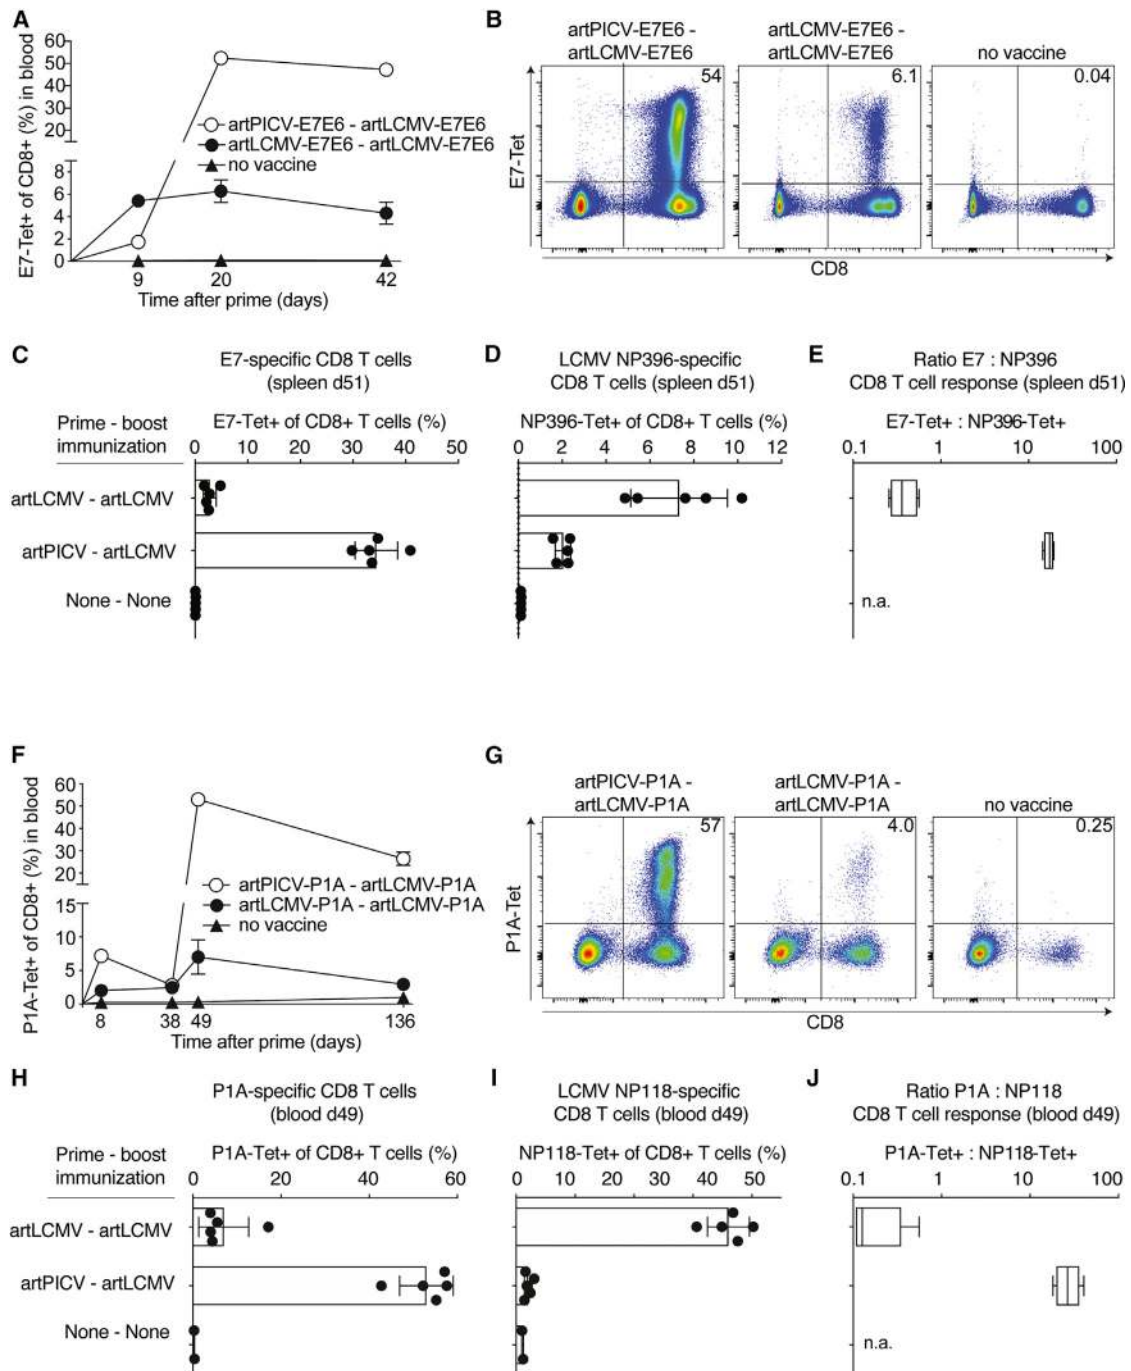 A
E7-Tet+ of CD8+ (%) in blood
60
50
40
30
20
8
6
4
2
0
artPICV-E7E6 - artLCMV-E7E6
artLCMV-E7E6 - artLCMV-E7E6
no vaccine
9 20 42
Time after prime (days)
B
artPICV-E7E6 -
artLCMV-E7E6
artLCMV-E7E6 -
artLCMV-E7E6
no vaccine
54
6.1
0.04
E7-Tet
CD8
C
E7-specific CD8 T cells
(spleen d51)
Prime - boost
immunization
E7-Tet+ of CD8+ T cells (%)
0 10 20 30 40 50
artLCMV - artLCMV
artPICV - artLCMV
None - None
D
LCMV NP396-specific
CD8 T cells (spleen d51)
NP396-Tet+ of CD8+ T cells (%)
0 2 4 6 8 10 12
E
Ratio E7 : NP396
CD8 T cell response (spleen d51)
E7-Tet+ : NP396-Tet+
0.1 1 10 100
n.a.
F
P1A-Tet+ of CD8+ (%) in blood
60
50
40
30
20
15
10
5
0
artPICV-P1A - artLCMV-P1A
artLCMV-P1A - artLCMV-P1A
no vaccine
8 38 49 136
Time after prime (days)
G
artPICV-P1A -
artLCMV-P1A
artLCMV-P1A -
artLCMV-P1A
no vaccine
57
4.0
0.25
P1A-Tet
CD8
H
P1A-specific CD8 T cells
(blood d49)
Prime - boost
immunization
P1A-Tet+ of CD8+ T cells (%)
0 20 40 60
artLCMV - artLCMV
artPICV - artLCMV
None - None
I
LCMV NP118-specific
CD8 T cells (blood d49)
NP118-Tet+ of CD8+ T cells (%)
0 10 20 30 40 50
J
Ratio P1A : NP118
CD8 T cell response (blood d49)
P1A-Tet+ : NP118-Tet+
0.1 1 10 100
n.a.